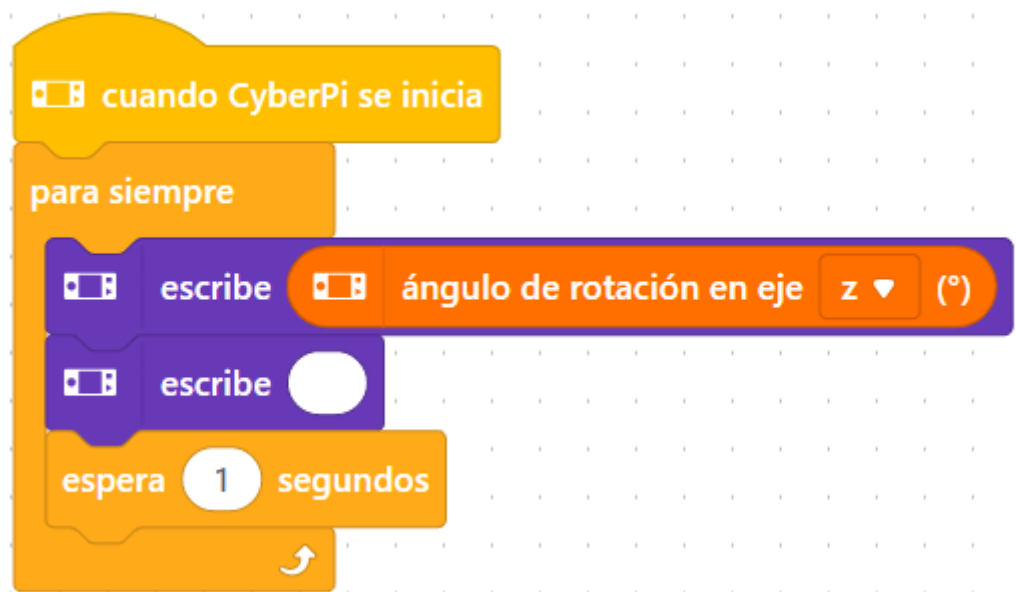 cuando CyberPi se inicia
para siempre
escribe ángulo de rotación en eje z (°)
escribe
espera 1 segundos